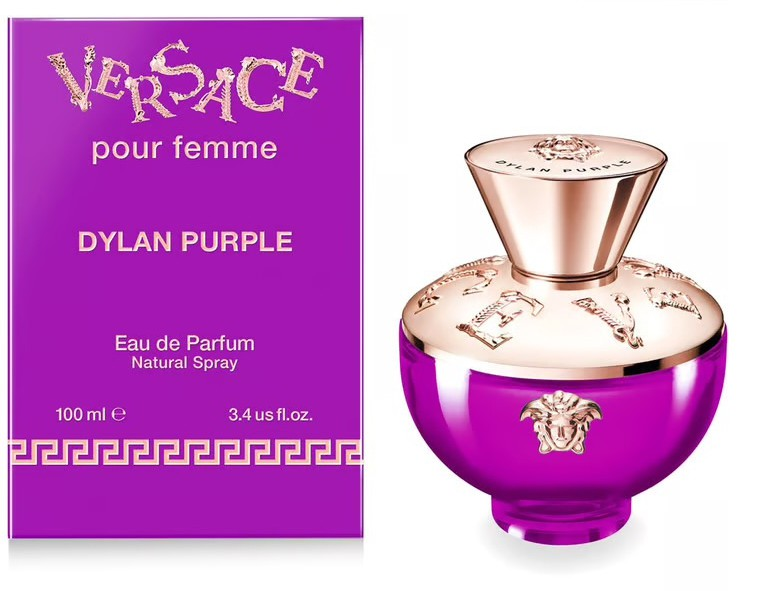 VERSACE
pour femme
DYLAN PURPLE
Eau de Parfum
Natural Spray
100 ml ℮ 3.4 us fl.oz.
DYLAN PURPLE